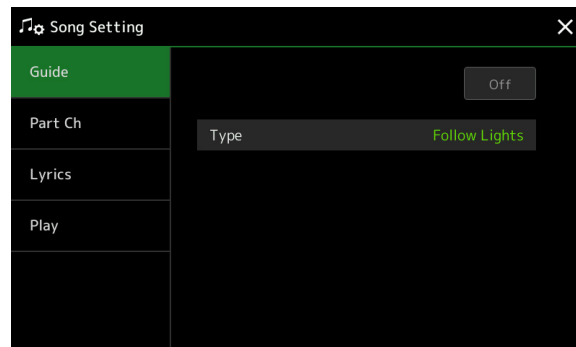 Song Setting
Guide
Off
Part Ch
Type Follow Lights
Lyrics
Play